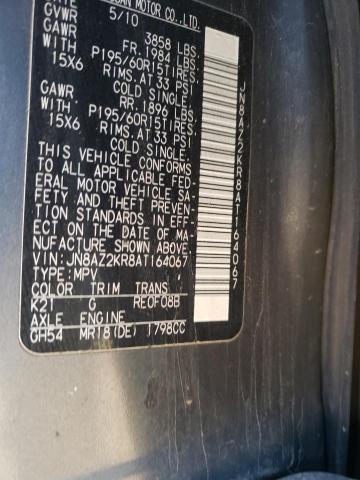 MOTOR CO.,LTD.
5/10
GVWR 3858 LBS.
GAWR FR. 1984 LBS.
WITH P195/60R15TIRES,
15X6 RIMS,AT 33 PSI
COLD SINGLE.
GAWR RR. 1896 LBS.
WITH P195/60R15TIRES,
15X6 RIMS,AT 33 PSI
COLD SINGLE.
THIS VEHICLE CONFORMS
TO ALL APPLICABLE FED-
ERAL MOTOR VEHICLE SA-
FETY AND THEFT PREVEN-
TION STANDARDS IN EFF-
ECT ON THE DATE OF MA-
NUFACTURE SHOWN ABOVE.
VIN:JN8AZ2KR8AT164067
TYPE:MPV
COLOR TRIM TRANS
K21 G RE0F08B
AXLE ENGINE
GH54 MR18(DE) 1798CC
JN8AZ2KR8AT164067